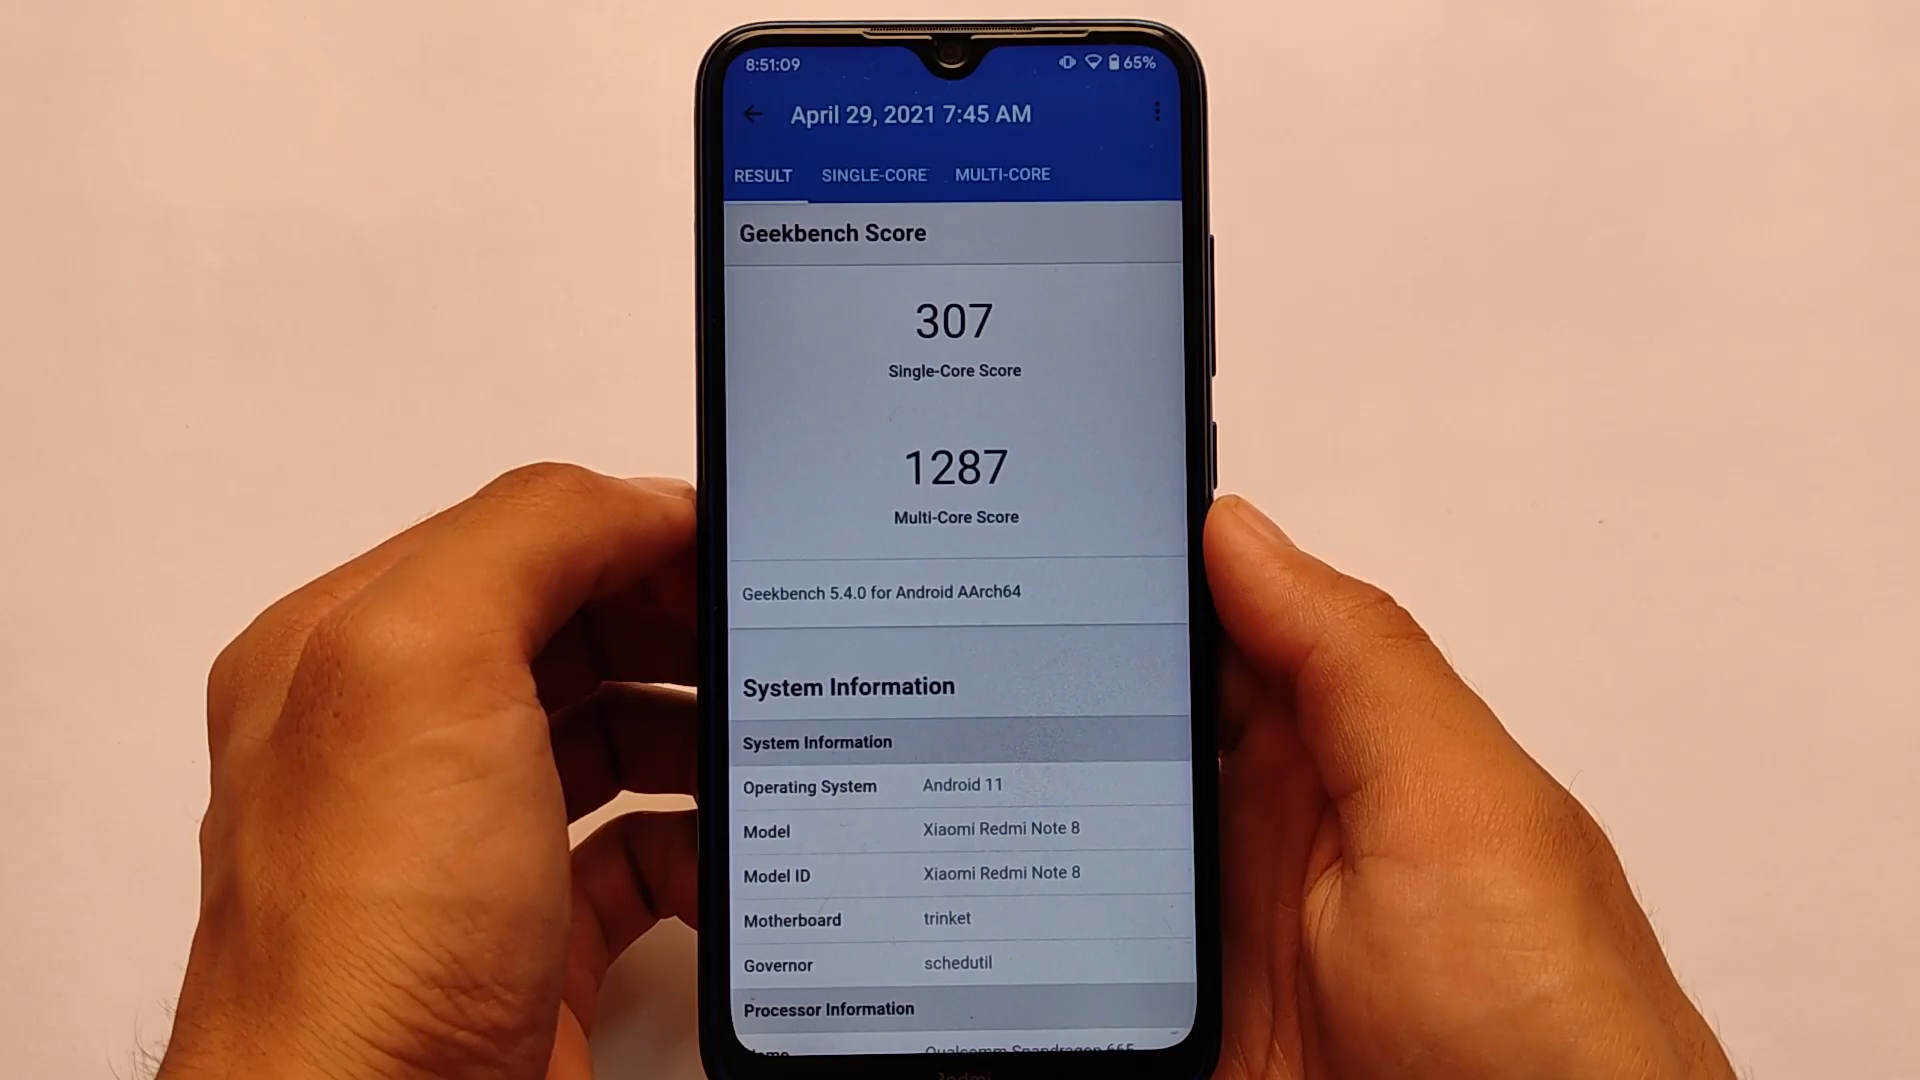 8:51:09 65%
April 29, 2021 7:45 AM
RESULT SINGLE-CORE MULTI-CORE
Geekbench Score
307
Single-Core Score
1287
Multi-Core Score
Geekbench 5.4.0 for Android AArch64
System Information
System Information
Operating System Android 11
Model Xiaomi Redmi Note 8
Model ID Xiaomi Redmi Note 8
Motherboard trinket
Governor schedutil
Processor Information
Name Qualcomm Snapdragon 665
Redmi